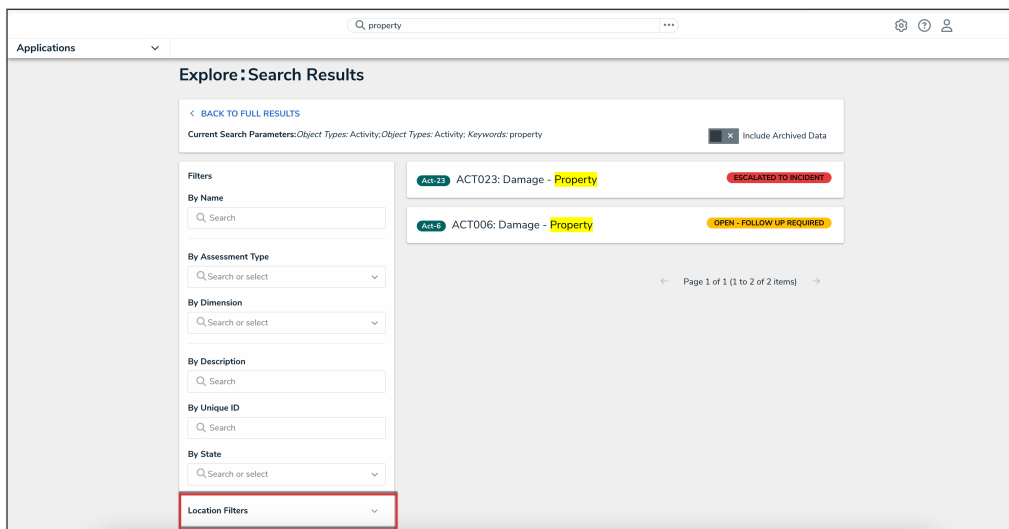 property
Applications
Explore:Search Results
BACK TO FULL RESULTS
Current Search Parameters:Object Types: Activity;Object Types: Activity; Keywords: property
Include Archived Data
Filters
By Name
Search
By Assessment Type
Search or select
By Dimension
Search or select
By Description
Search
By Unique ID
Search
By State
Search or select
Location Filters
Act-23 ACT023: Damage - Property ESCALATED TO INCIDENT
Act-6 ACT006: Damage - Property OPEN - FOLLOW UP REQUIRED
Page 1 of 1 (1 to 2 of 2 items)